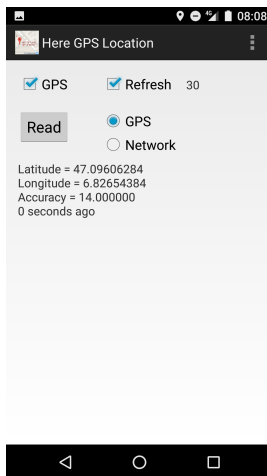 4G 08:08
Here GPS Location
GPS Refresh 30
Read GPS
Network
Latitude = 47.09606284
Longitude = 6.82654384
Accuracy = 14.000000
0 seconds ago